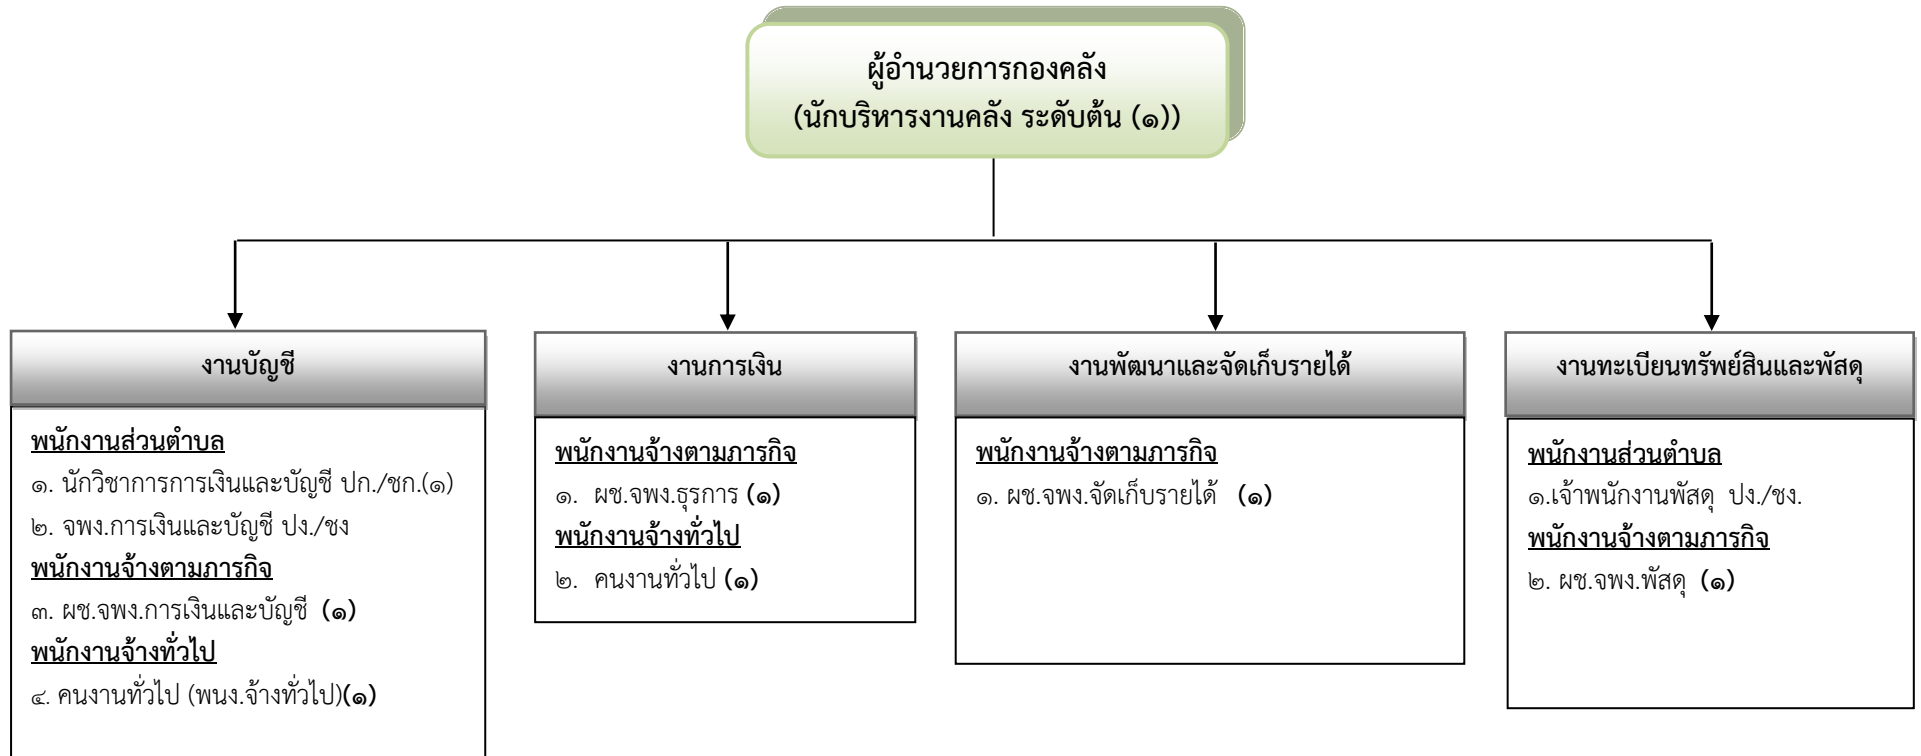 ผู้อำนวยการกองคลัง
(นักบริหารงานคลัง ระดับต้น (๑))
งานบัญชี
พนักงานส่วนตำบล
๑. นักวิชาการการเงินและบัญชี ปก./ชก.(๑)
๒. จพง.การเงินและบัญชี ปง./ชง
พนักงานจ้างตามภารกิจ
๓. ผช.จพง.การเงินและบัญชี (๑)
พนักงานจ้างทั่วไป
๔. คนงานทั่วไป (พนง.จ้างทั่วไป)(๑)
งานการเงิน
พนักงานจ้างตามภารกิจ
๑. ผช.จพง.ธุรการ (๑)
พนักงานจ้างทั่วไป
๒. คนงานทั่วไป (๑)
งานพัฒนาและจัดเก็บรายได้
พนักงานจ้างตามภารกิจ
๑. ผช.จพง.จัดเก็บรายได้ (๑)
งานทะเบียนทรัพย์สินและพัสดุ
พนักงานส่วนตำบล
๑.เจ้าพนักงานพัสดุ ปง./ชง.
พนักงานจ้างตามภารกิจ
๒. ผช.จพง.พัสดุ (๑)